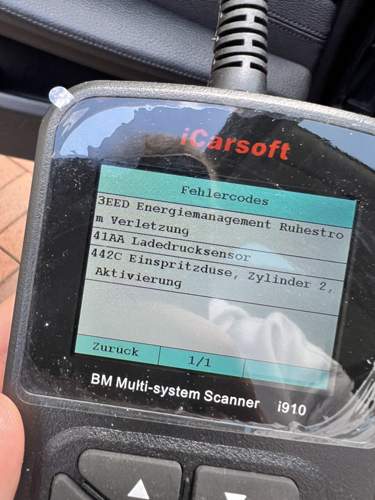 iCarsoft
Fehlercodes
3EED Energiemanagement Ruhestro
m Verletzung
41AA Ladedrucksensor
442C Einspritzduse, Zylinder 2,
Aktivierung
Zuruck
1/1
BM Multi-system Scanner i910